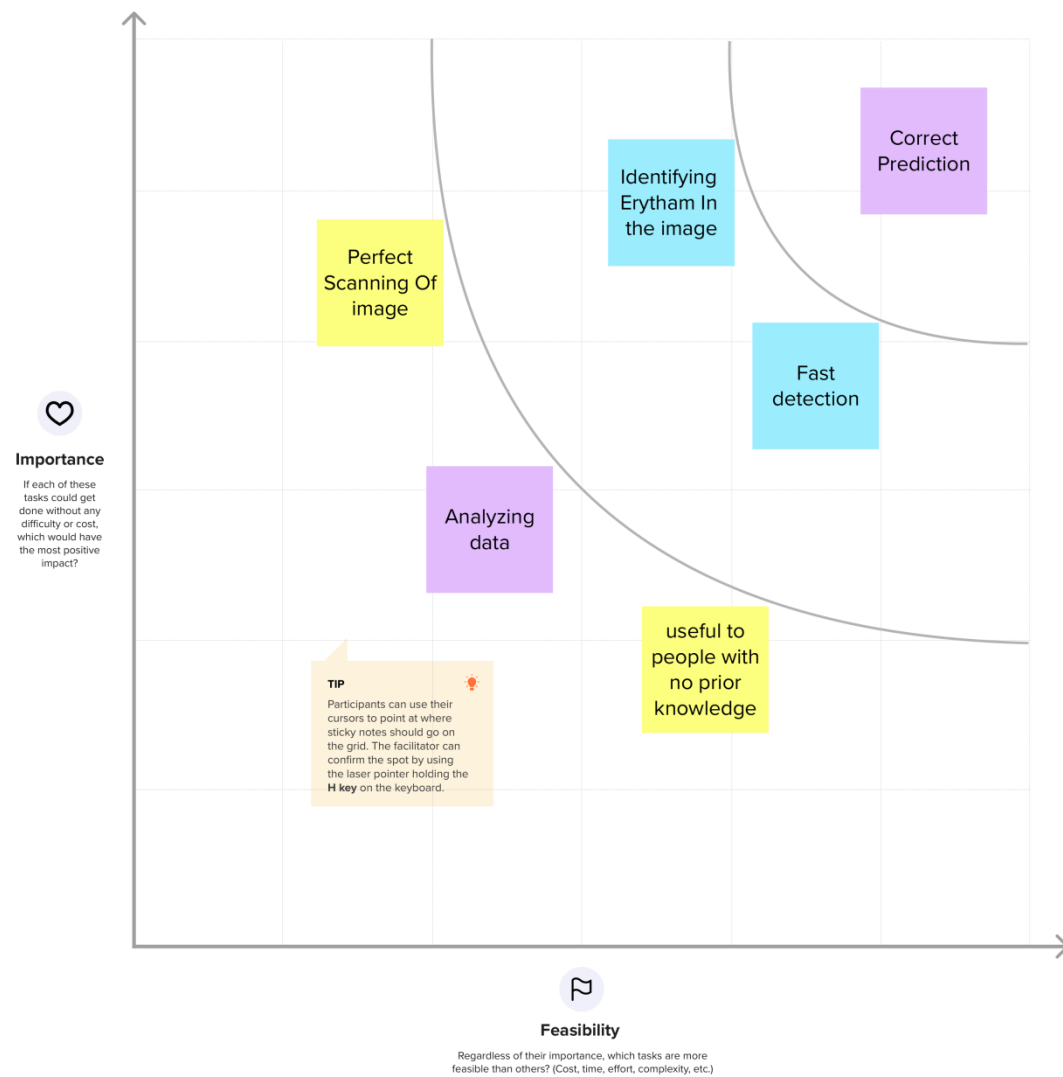 Correct
Prediction
Identifying
Erytham In
the image
Perfect
Scanning Of
image
Fast
detection
Importance
If each of these
tasks could get
done without any
difficulty or cost,
which would have
the most positive
impact?
Analyzing
data
useful to
people with
no prior
knowledge
TIP
Participants can use their
cursors to point at where
sticky notes should go on
the grid. The facilitator can
confirm the spot by using
the laser pointer holding the
H key on the keyboard.
Feasibility
Regardless of their importance, which tasks are more
feasible than others? (Cost, time, effort, complexity, etc.)